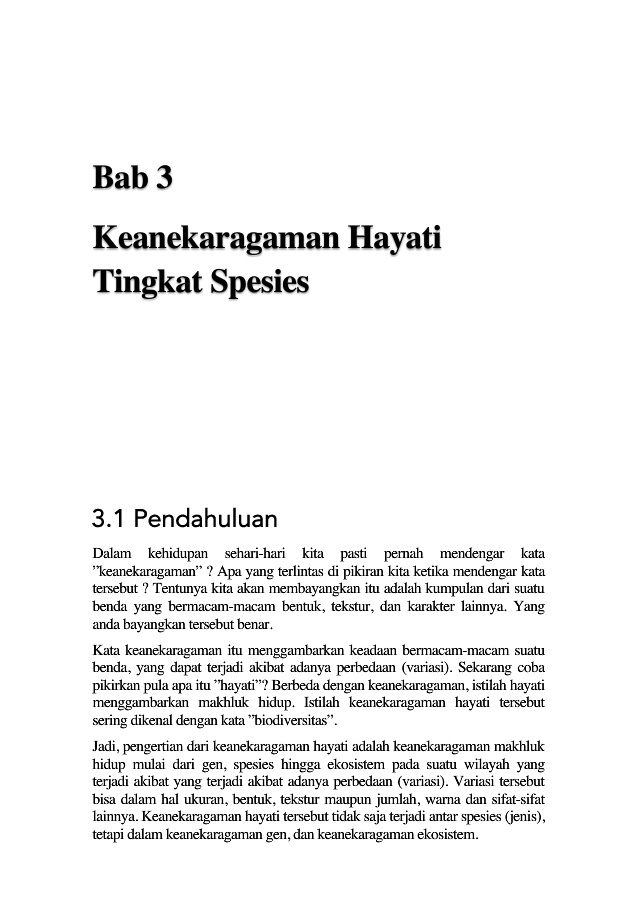 Bab 3
Keanekaragaman Hayati
Tingkat Spesies
3.1 Pendahuluan
Dalam kehidupan sehari-hari kita pasti pernah mendengar kata
”keanekaragaman” ? Apa yang terlintas di pikiran kita ketika mendengar kata
tersebut ? Tentunya kita akan membayangkan itu adalah kumpulan dari suatu
benda yang bermacam-macam bentuk, tekstur, dan karakter lainnya. Yang
anda bayangkan tersebut benar.
Kata keanekaragaman itu menggambarkan keadaan bermacam-macam suatu
benda, yang dapat terjadi akibat adanya perbedaan (variasi). Sekarang coba
pikirkan pula apa itu ”hayati”? Berbeda dengan keanekaragaman, istilah hayati
menggambarkan makhluk hidup. Istilah keanekaragaman hayati tersebut
sering dikenal dengan kata ”biodiversitas”.
Jadi, pengertian dari keanekaragaman hayati adalah keanekaragaman makhluk
hidup mulai dari gen, spesies hingga ekosistem pada suatu wilayah yang
terjadi akibat yang terjadi akibat adanya perbedaan (variasi). Variasi tersebut
bisa dalam hal ukuran, bentuk, tekstur maupun jumlah, warna dan sifat-sifat
lainnya. Keanekaragaman hayati tersebut tidak saja terjadi antar spesies (jenis),
tetapi dalam keanekaragaman gen, dan keanekaragaman ekosistem.